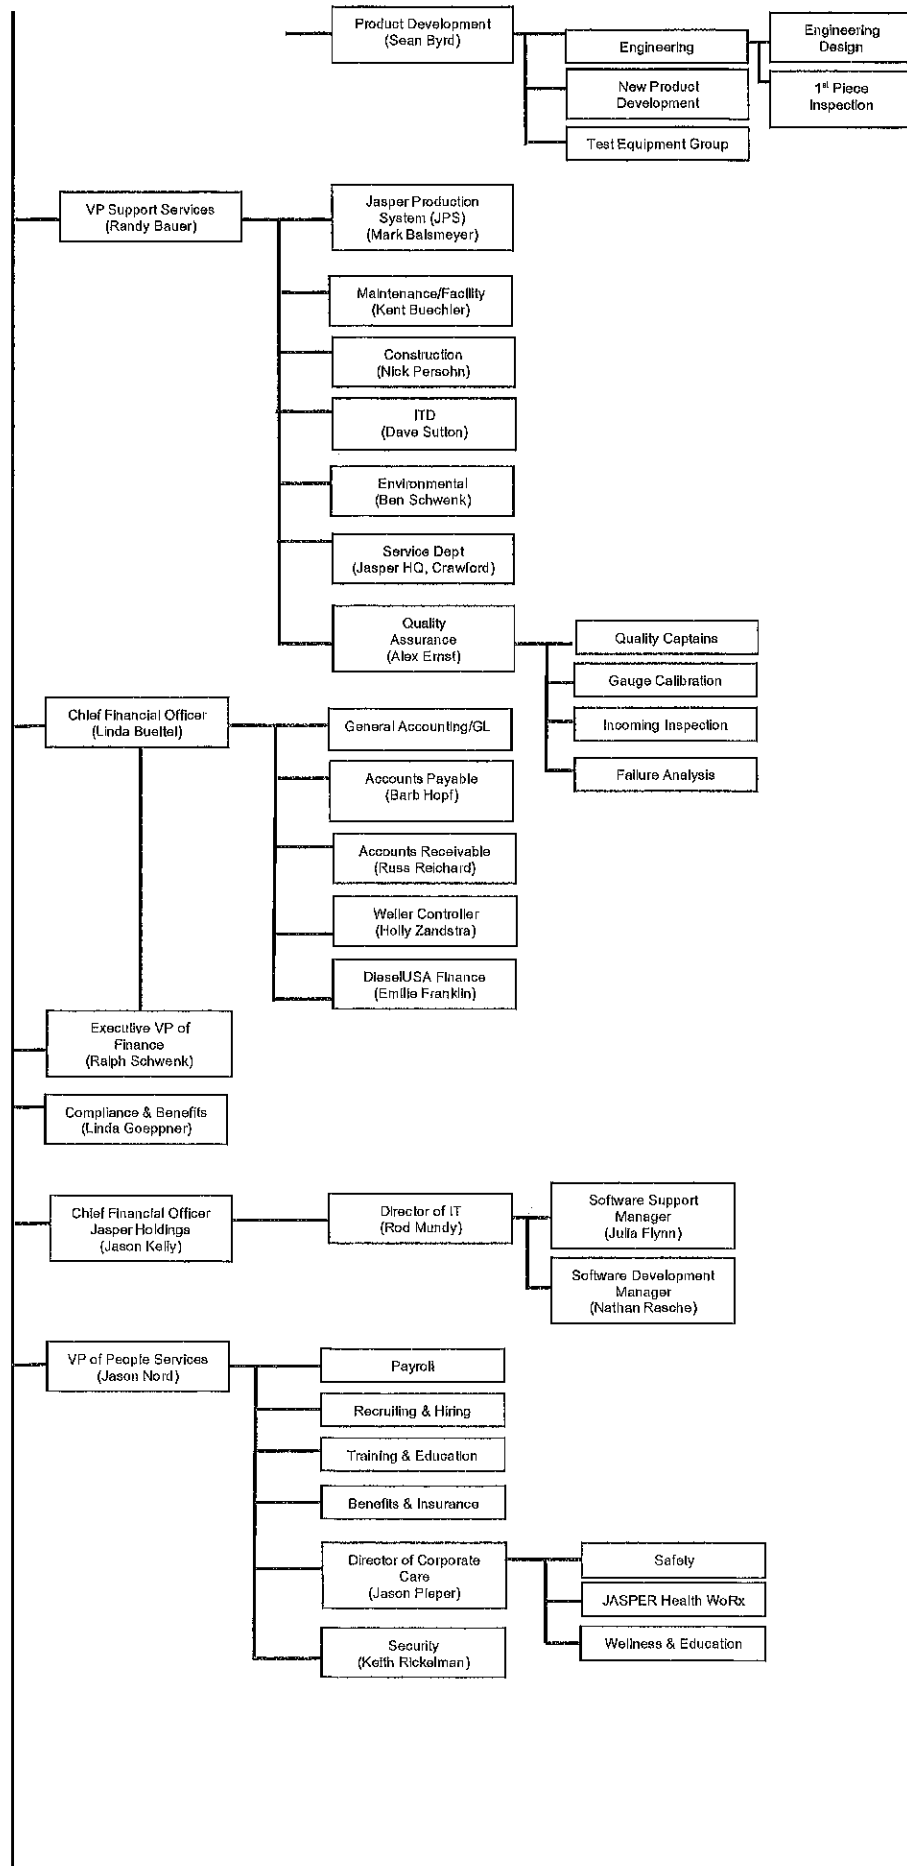 Product Development
(Sean Byrd)
Engineering
Engineering
Design
1st Piece
Inspection
New Product
Development
Test Equipment Group
VP Support Services
(Randy Bauer)
Jasper Production
System (JPS)
(Mark Balsmeyer)
Maintenance/Facility
(Kent Buechler)
Construction
(Nick Persohn)
ITD
(Dave Sutton)
Environmental
(Ben Schwenk)
Service Dept
(Jasper HQ, Crawford)
Quality
Assurance
(Alex Ernst)
Quality Captains
Gauge Calibration
Incoming Inspection
Failure Analysis
Chief Financial Officer
(Linda Bueltel)
General Accounting/GL
Accounts Payable
(Barb Hopf)
Accounts Receivable
(Russ Reichard)
Weller Controller
(Holly Zandstra)
DieselUSA Finance
(Emilie Franklin)
Executive VP of
Finance
(Ralph Schwenk)
Compliance & Benefits
(Linda Goeppner)
Chief Financial Officer
Jasper Holdings
(Jason Kelly)
Director of IT
(Rod Mundy)
Software Support
Manager
(Julia Flynn)
Software Development
Manager
(Nathan Resche)
VP of People Services
(Jason Nord)
Payroll
Recruiting & Hiring
Training & Education
Benefits & Insurance
Director of Corporate
Care
(Jason Pieper)
Safety
JASPER Health WoRx
Wellness & Education
Security
(Keith Rickelman)